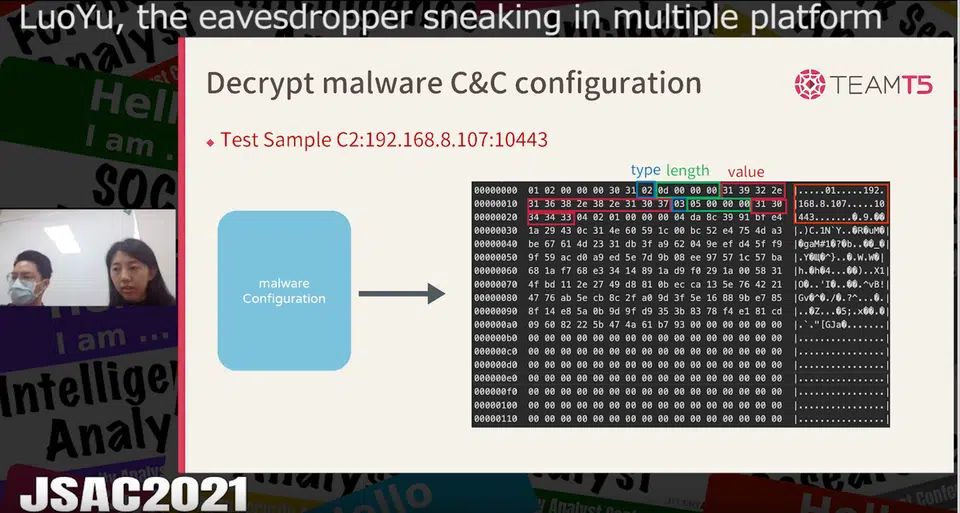 LuoYu, the eavesdropper sneaking in multiple platform
Decrypt malware C&C configuration
TEAMT5
Test Sample C2:192.168.8.107:10443
type length value
00000000 01 02 00 00 00 30 31 02 0d 00 00 00 31 39 32 2e |.....01.....192.
00000010 31 36 38 2e 38 2e 31 30 37 03 05 00 00 00 31 30 |168.8.107.....10
00000020 34 34 33 04 02 01 00 00 00 04 da 8c 39 1f bf e4
00000030 1a 29 43 0c 31 4e 60 59 1c 00 bc 52 e4 75 4d a3
00000040 be 67 61 4d 23 31 db 3f a9 62 04 9e ef d4 5f f9
00000050 9f 59 ac d0 a9 ed 5e 7d 9b 08 ee 97 57 1c 57 ba
00000060 68 1a f7 68 e3 34 14 89 1a d9 f0 29 1a 00 58 31
00000070 4f bd 11 2e 27 49 d8 81 0b ec ca 13 5e 76 42 21
00000080 47 76 ab 5e cb 8c 2f a0 9d 3f 5e 16 88 9b e7 85
00000090 8f 14 e8 5a 0b 9d 9f d9 35 3b 83 78 f4 e1 81 cd
000000a0 09 60 82 22 5b 47 4a 61 b7 93 00 00 00 00 00 00
000000b0 00 00 00 00 00 00 00 00 00 00 00 00 00 00 00 00 |................|
000000c0 00 00 00 00 00 00 00 00 00 00 00 00 00 00 00 00 |................|
000000d0 00 00 00 00 00 00 00 00 00 00 00 00 00 00 00 00 |................|
000000e0 00 00 00 00 00 00 00 00 00 00 00 00 00 00 00 00 |................|
000000f0 00 00 00 00 00 00 00 00 00 00 00 00 00 00 00 00 |................|
00000100 00 00 00 00 00 00 00 00 00 00 00 00 00 00 00 00 |................|
00000110 00 00 00 00 00 00 00 00 00 00 00 00 00 00 00 00 |................|
malware
Configuration
I am ...
SOC
I am ...
Analyst
Hello
JSAC2021